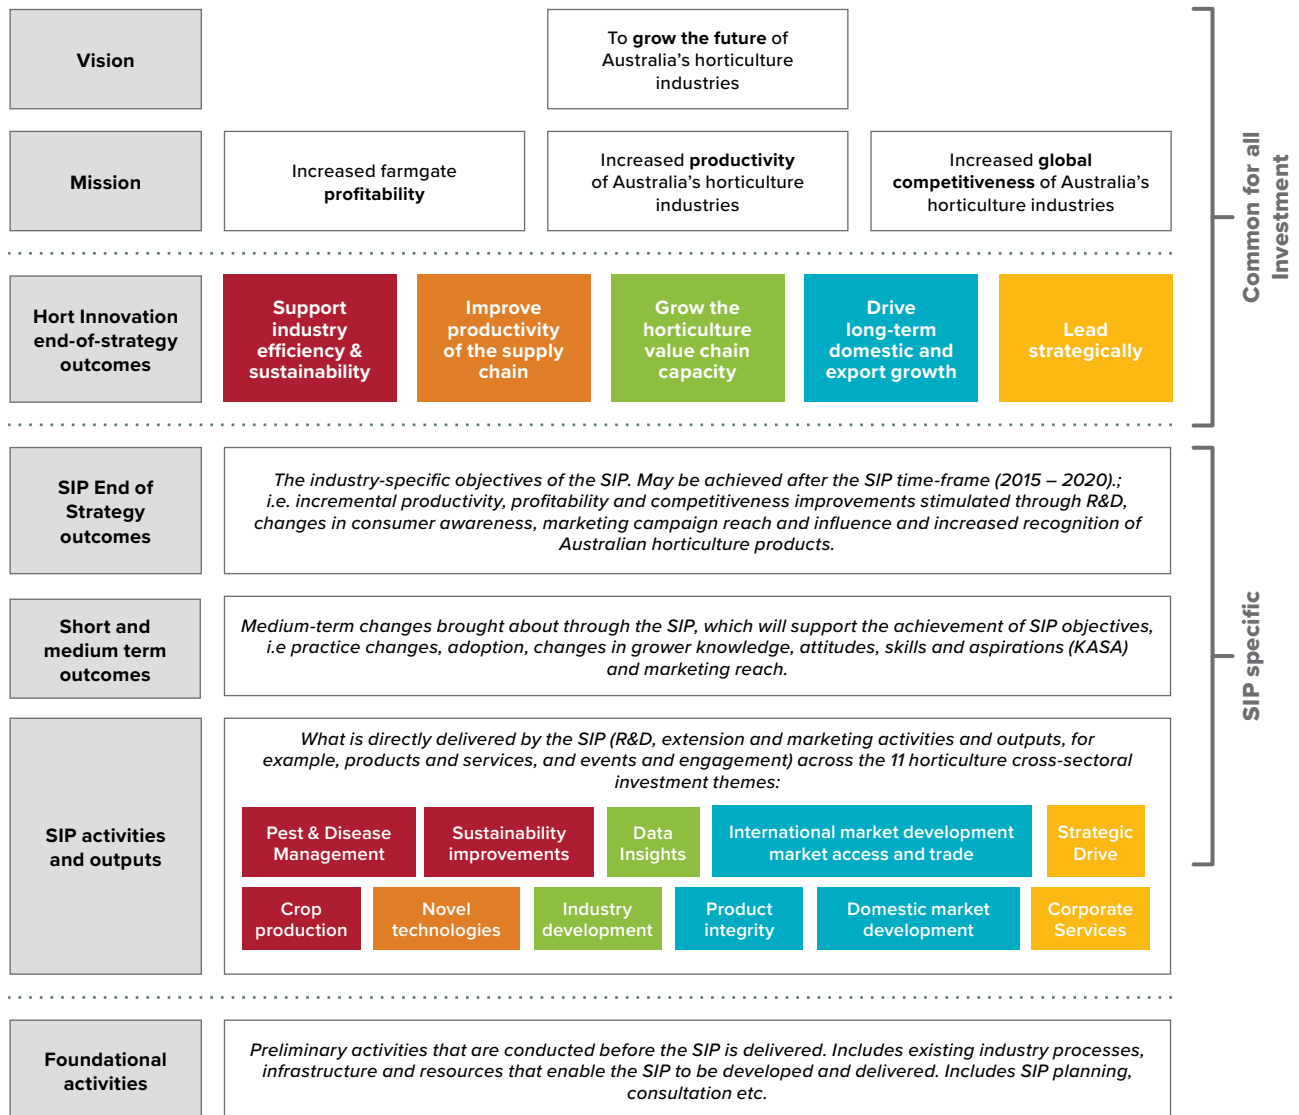 Vision
To grow the future of
Australia’s horticulture
industries
Mission
Increased farmgate
profitability
Increased productivity
of Australia’s horticulture
industries
Increased global
competitiveness of Australia’s
horticulture industries
Common for all
Investment
Hort Innovation
end-of-strategy
outcomes
Support
industry
efficiency &
sustainability
Improve
productivity
of the supply
chain
Grow the
horticulture
value chain
capacity
Drive
long-term
domestic and
export growth
Lead
strategically
SIP End of
Strategy
outcomes
The industry-specific objectives of the SIP. May be achieved after the SIP time-frame (2015 – 2020).;
i.e. incremental productivity, profitability and competitiveness improvements stimulated through R&D,
changes in consumer awareness, marketing campaign reach and influence and increased recognition of
Australian horticulture products.
Short and
medium term
outcomes
Medium-term changes brought about through the SIP, which will support the achievement of SIP objectives,
i.e practice changes, adoption, changes in grower knowledge, attitudes, skills and aspirations (KASA)
and marketing reach.
SIP specific
SIP activities
and outputs
What is directly delivered by the SIP (R&D, extension and marketing activities and outputs, for
example, products and services, and events and engagement) across the 11 horticulture cross-sectoral
investment themes:
Pest & Disease
Management
Sustainability
improvements
Data
Insights
International market development
market access and trade
Strategic
Drive
Crop
production
Novel
technologies
Industry
development
Product
integrity
Domestic market
development
Corporate
Services
Foundational
activities
Preliminary activities that are conducted before the SIP is delivered. Includes existing industry processes,
infrastructure and resources that enable the SIP to be developed and delivered. Includes SIP planning,
consultation etc.